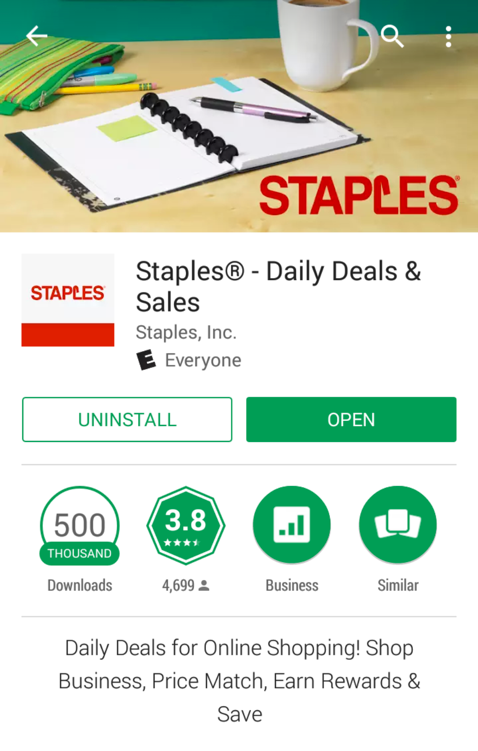 STAPLES®
STAPLES
Staples® - Daily Deals &
Sales
Staples, Inc.
E Everyone
UNINSTALL
OPEN
500
THOUSAND
Downloads
3.8
4,699
Business
Similar
Daily Deals for Online Shopping! Shop
Business, Price Match, Earn Rewards &
Save